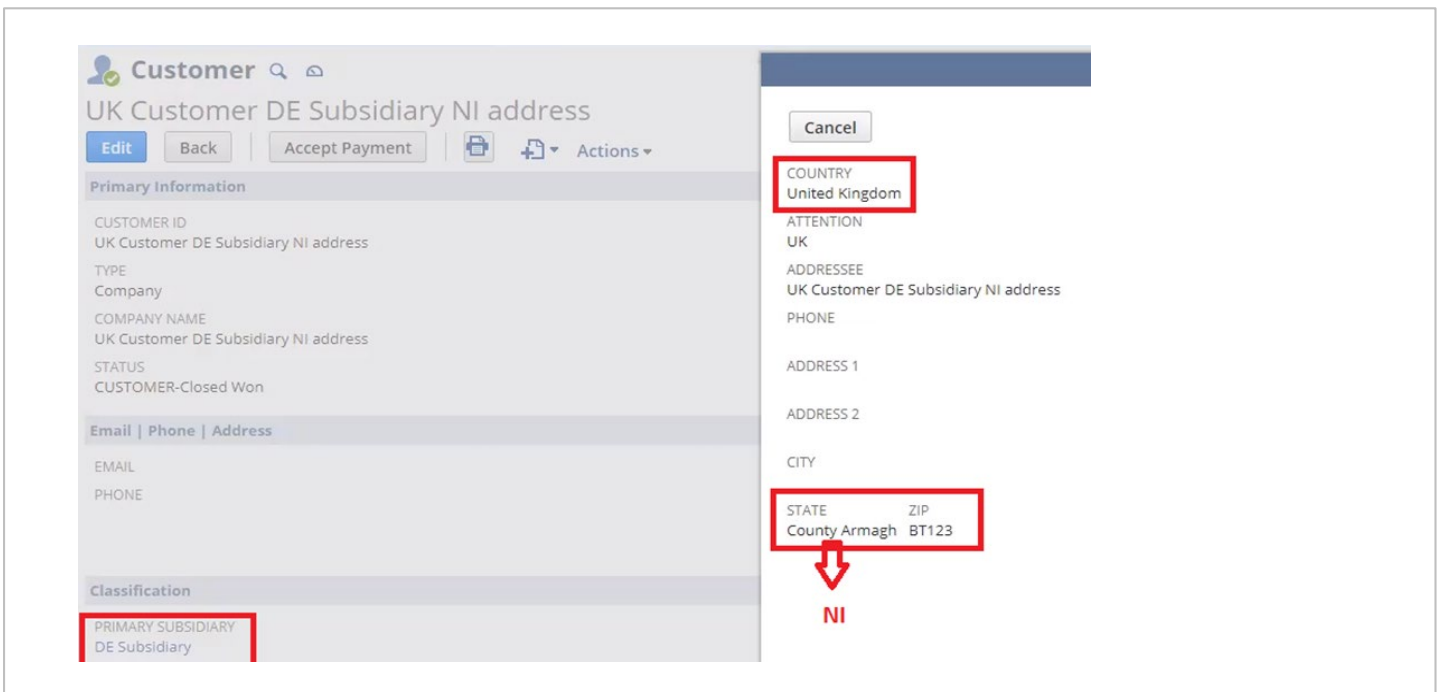 Customer
UK Customer DE Subsidiary NI address
Edit Back Accept Payment Actions
Primary Information
CUSTOMER ID
UK Customer DE Subsidiary NI address
TYPE
Company
COMPANY NAME
UK Customer DE Subsidiary NI address
STATUS
CUSTOMER-Closed Won
Email | Phone | Address
EMAIL
PHONE
Classification
PRIMARY SUBSIDIARY
DE Subsidiary
Cancel
COUNTRY
United Kingdom
ATTENTION
UK
ADDRESSEE
UK Customer DE Subsidiary NI address
PHONE
ADDRESS 1
ADDRESS 2
CITY
STATE ZIP
County Armagh BT123
NI